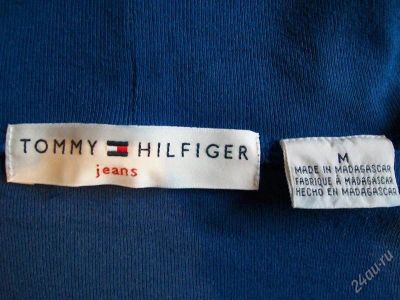 TOMMY HILFIGER
jeans
M
MADE IN MADAGASCAR
FABRIQUÉ À MADAGASCAR
HECHO EN MADAGASCAR
24au.ru